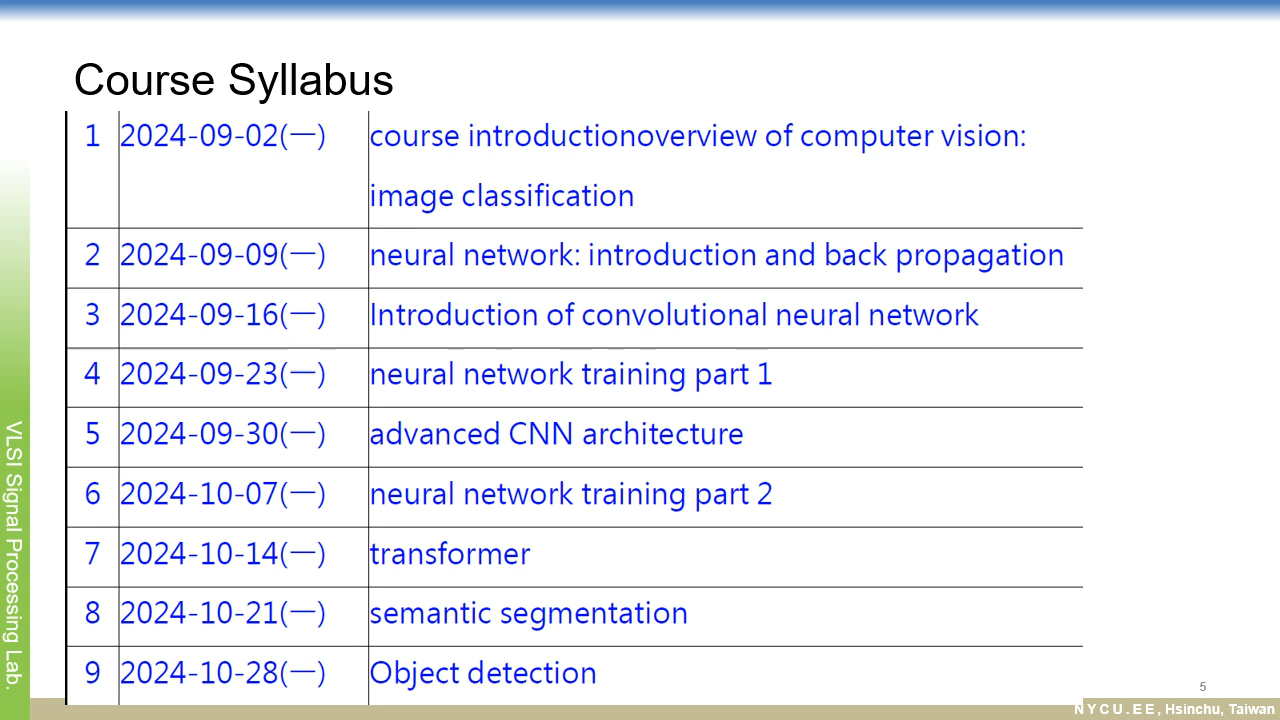 Course Syllabus
1 2024-09-02(一) course introductionoverview of computer vision:
image classification
2 2024-09-09(一) neural network: introduction and back propagation
3 2024-09-16(一) Introduction of convolutional neural network
4 2024-09-23(一) neural network training part 1
5 2024-09-30(一) advanced CNN architecture
6 2024-10-07(一) neural network training part 2
7 2024-10-14(一) transformer
8 2024-10-21(一) semantic segmentation
9 2024-10-28(一) Object detection
VLSI Signal Processing Lab.
5
NYCU.EE, Hsinchu, Taiwan